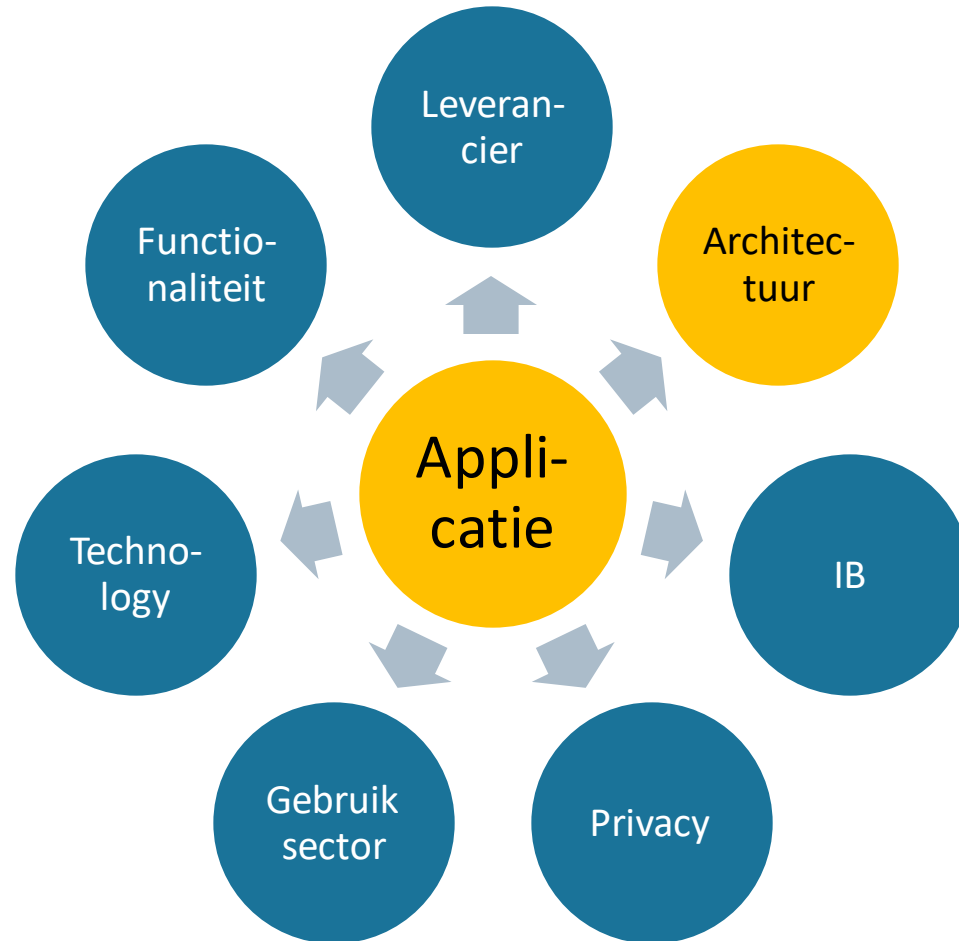 Leveran-
cier
Architec-
tuur
IB
Privacy
Gebruik
sector
Techno-
logy
Functio-
naliteit
Appli-
catie